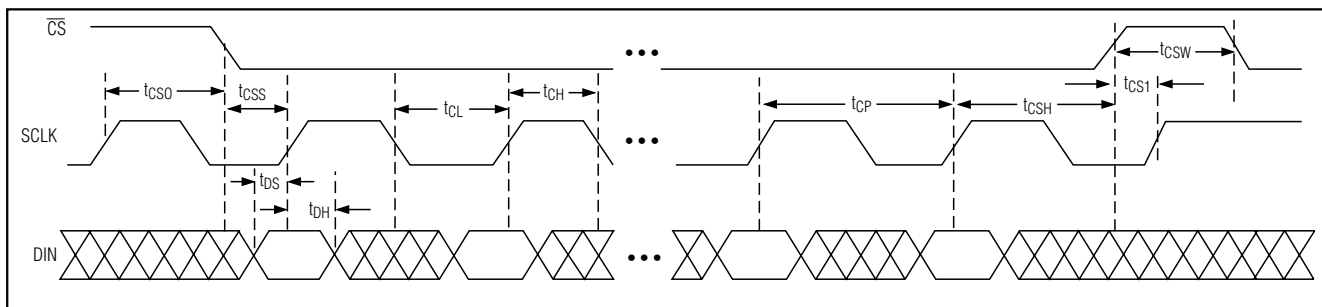 CS
•••
tCSW
tCSO
tCSS
tCL
tCH
tCP
tCSH
tCS1
SCLK
•••
tDS
tDH
DIN
•••